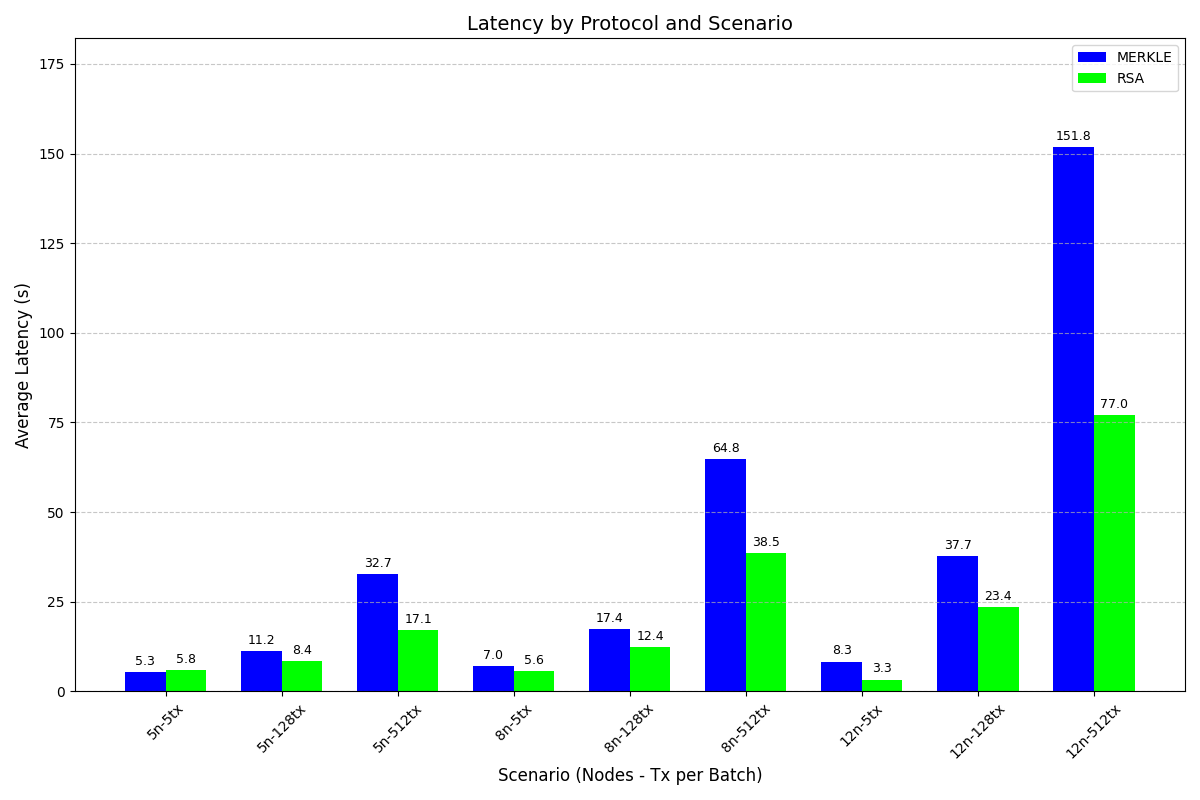 Latency by Protocol and Scenario
MERKLE
RSA
Average Latency (s)
175
150
125
100
75
50
25
0
5.3
5.8
11.2
8.4
32.7
17.1
7.0
5.6
17.4
12.4
64.8
38.5
8.3
3.3
37.7
23.4
151.8
77.0
5n-5tx
5n-128tx
5n-512tx
8n-5tx
8n-128tx
8n-512tx
12n-5tx
12n-128tx
12n-512tx
Scenario (Nodes - Tx per Batch)